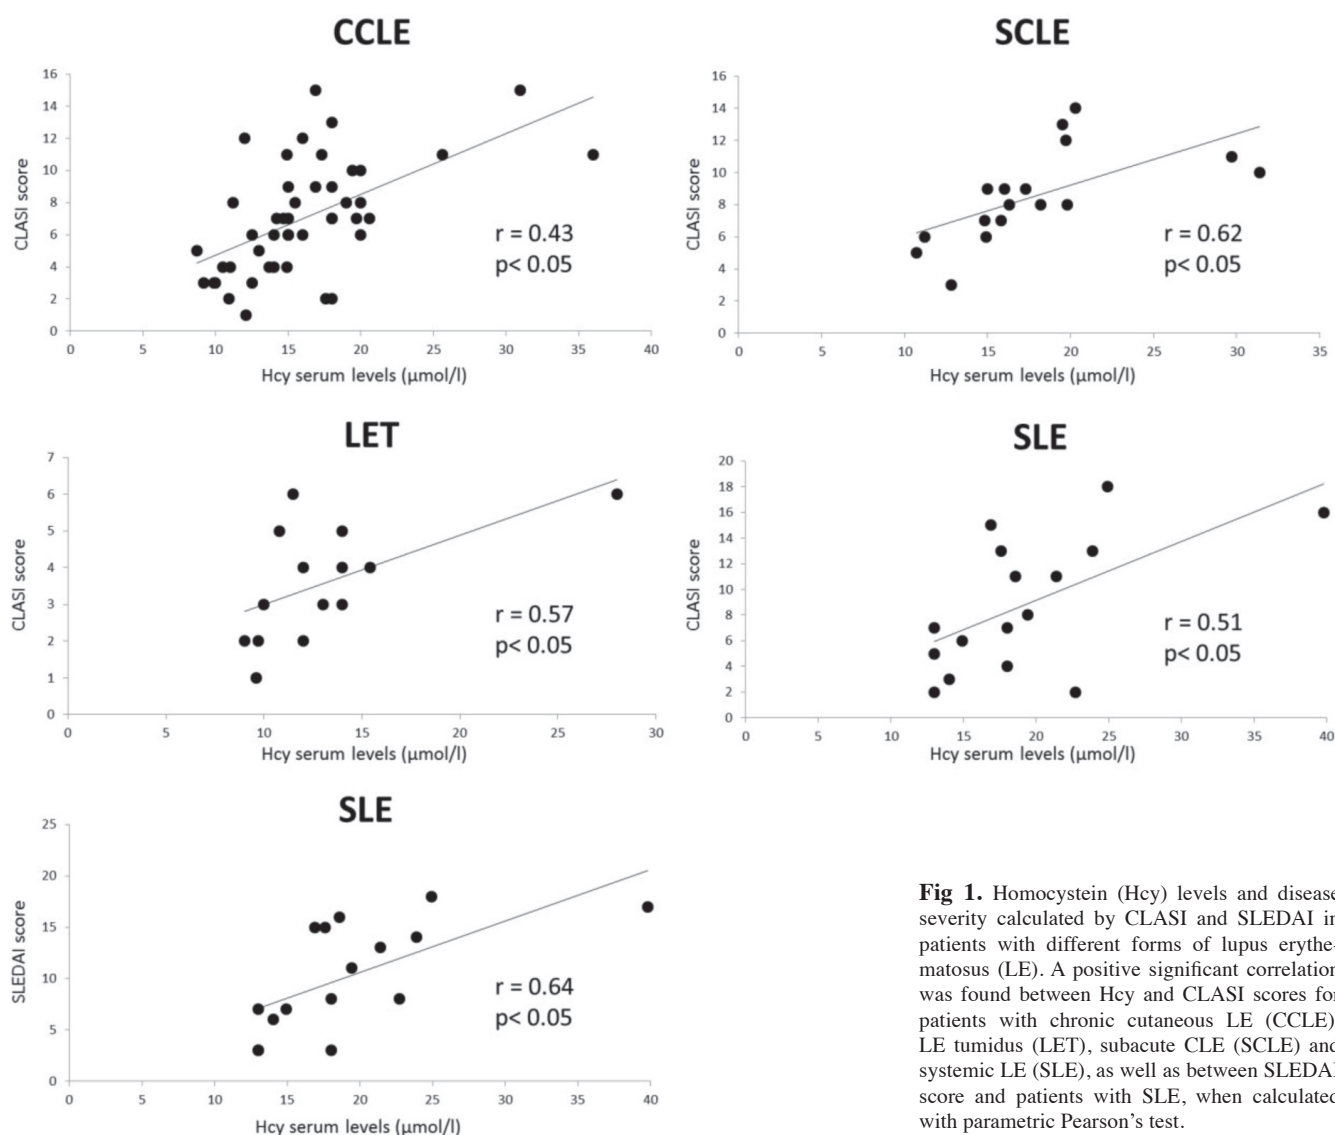 CCLE
16
14
12
10
8
6
4
2
0
CLASI score
r = 0.43
p< 0.05
0 5 10 15 20 25 30 35 40
Hcy serum levels (µmol/l)
SCLE
16
14
12
10
8
6
4
2
0
CLASI score
r = 0.62
p< 0.05
0 5 10 15 20 25 30 35
Hcy serum levels (µmol/l)
LET
7
6
5
4
3
2
1
0
CLASI score
r = 0.57
p< 0.05
0 5 10 15 20 25 30
Hcy serum levels (µmol/l)
SLE
20
18
16
14
12
10
8
6
4
2
0
CLASI score
r = 0.51
p< 0.05
0 5 10 15 20 25 30 35 40
Hcy serum levels (µmol/l)
SLE
25
20
15
10
5
0
SLEDAI score
r = 0.64
p< 0.05
0 5 10 15 20 25 30 35 40
Hcy serum levels (µmol/l)
Fig 1. Homocystein (Hcy) levels and disease
severity calculated by CLASI and SLEDAI in
patients with different forms of lupus erythe-
matosus (LE). A positive significant correlation
was found between Hcy and CLASI scores for
patients with chronic cutaneous LE (CCLE)
LE tumidus (LET), subacute CLE (SCLE) and
systemic LE (SLE), as well as between SLEDAI
score and patients with SLE, when calculated
with parametric Pearson's test.